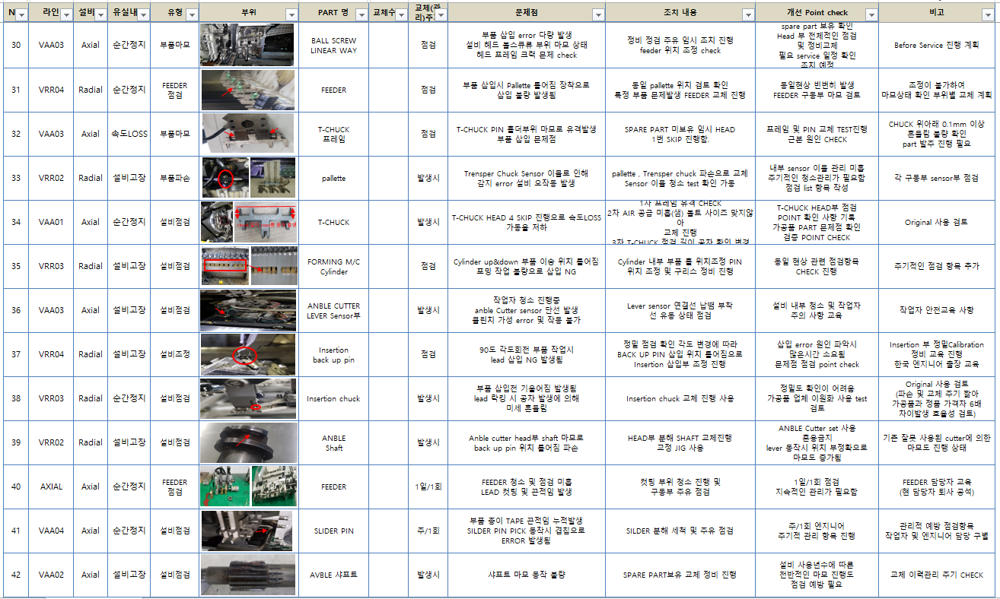 N
라인
설비
유실내
유형
부위
PART 명
교체수
교체(관
리)주
문제점
조치 내용
개선 Point check
비고
30
VAA03
Axial
순간정지
부품마모
BALL SCREW
LINEAR WAY
점검
부품 삽입 error 다량 발생
설비 헤드 볼스큐류 부위 마모 상태
헤드 프레임 크랙 문제 check
정비 점검 주유 임시 조치 진행
feeder 위치 조정 check
spare part 보유 확인
Head 부 전체적인 점검
및 정비교체
필요 service 일정 확인
조치 예정
Before Service 진행 계획
31
VRR04
Radial
순간정지
FEEDER
점검
FEEDER
점검
부품 삽입시 Pallette 틀어짐 장착으로
삽입 불량 발생됨
동일 pallette 위치 검토 확인
특정 부품 문제발생 FEEDER 교체 진행
동일현상 빈번히 발생
FEEDER 구동부 마모 검토
조정이 불가하여
마모상태 확인 부위별 교체 계획
32
VAA03
Axial
속도LOSS
부품마모
T-CHUCK
프레임
점검
T-CHUCK PIN 홀더부위 마모로 유격발생
부품 삽입 문제점
SPARE PART 미보유 임시 HEAD
1번 SKIP 진행함.
프레임 및 PIN 교체 TEST진행
근본 원인 CHECK
CHUCK 위아래 0.1mm 이상
흔들림 불량 확인
part 발주 진행 필요
33
VRR02
Radial
설비고장
부품파손
pallette
발생시
Trensper Chuck Sensor 이물로 인해
감지 error 설비 오작동 발생
pallette , Trensper chuck 파손으로 교체
Sensor 이물 청소 test 확인 가동
내부 sensor 이물 관리 미흡
주기적인 청소관리가 필요함
점검 list 항목 작성
각 구동부 sensor부 점검
34
VAA01
Axial
순간정지
설비점검
T-CHUCK
발생시
T-CHUCK HEAD 4 SKIP 진행으로 속도LOSS
가동율 저하
1차 프레임 유격 CHECK
2차 AIR 공급 미흡(샘) 볼트 사이즈 맞지않
아
교체 진행
3차 T-CHUCK 점검 길이 공차 확인 변경
T-CHUCK HEAD부 점검
POINT 확인 사항 기록
가공품 PART 문제점 확인
검증 POINT CHECK
Original 사용 검토
35
VRR03
Radial
설비고장
설비점검
FORMING M/C
Cylinder
점검
Cylinder up&down 부품 이송 위치 틀어짐
포밍 작업 불량으로 삽입 NG
Cylinder 내부 부품 홀 위치조정 PIN
위치 조정 및 구리스 정비 진행
동일 현상 관련 점검항목
CHECK 진행
주기적인 점검 항목 추가
36
VAA03
Axial
설비고장
설비점검
ANBLE CUTTER
LEVER Sensor부
발생시
작업자 청소 진행중
anble Cutter sensor 단선 발생
클린치 가성 error 및 작동 불가
Lever sensor 연결선 납땜 부착
선 유동 상태 점검
설비 내부 청소 및 작업자
주의 사항 교육
작업자 안전교육 사항
37
VRR04
Radial
설비고장
설비조정
Insertion
back up pin
점검
90도 각도회전 부품 작업시
lead 삽입 NG 발생됨
정밀 점검 확인 각도 변경에 따라
BACK UP PIN 삽입 위치 틀어짐으로
Insertion 삽입부 조정 진행
삽입 error 원인 파악시
많은시간 소요됨
문제점 점검 point check
Insertion 부 정밀Calibration
정비 교육 진행
한국 엔지니어 출장 교육
38
VRR03
Radial
순간정지
설비점검
Insertion chuck
발생시
부품 삽입전 기울어짐 발생됨
lead 락킹 시 공차 발생에 의해
미세 흔들림
Insertion chuck 교체 진행 사용
정밀도 확인이 어려움
가공품 업체 이원화 사용 test
검토
Original 사용 검토
(파손 및 교체 주기 짧아
가공품과 정품 가격차 6배
차이발생 효율성 검토)
39
VRR02
Radial
설비고장
설비점검
ANBLE
Shaft
발생시
Anble cutter head부 shaft 마모로
back up pin 위치 틀어짐 파손
HEAD부 분해 SHAFT 교체진행
교정 JIG 사용
ANBLE Cutter set 사용
혼용금지
lever 동작시 위치 부정확으로
마모도 증가됨
기존 잘못 사용된 cutter에 의한
마모도 진행 상태
40
AXIAL
Axial
순간정지
FEEDER
점검
FEEDER
1일/1회
FEEDER 청소 및 점검 미흡
LEAD 컷팅 및 끈적임 발생
컷팅 부위 청소 진행 및
구동부 주유 점검
1일/1회 점검
지속적인 관리가 필요함
FEEDER 담당자 교육
(현 담당자 퇴사 공석)
41
VAA04
Axial
순간정지
설비점검
SLIDER PIN
주/1회
부품 종이 TAPE 끈적임 누적발생
SILDER PIN PICK 동작시 겹침으로
ERROR 발생됨
SILDER 분해 세척 및 주유 점검
주/1회 엔지니어
주기적 관리 항목 진행
관리적 예방 점검항목
작업자 및 엔지니어 담당 구별
42
VAA02
Axial
설비고장
설비점검
AVBLE 샤프트
발생시
샤프트 마모 동작 불량
SPARE PART보유 교체 정비 진행
설비 사용년수에 따른
전반적인 마모 진행도
점검 예방 필요
교체 이력관리 주기 CHECK